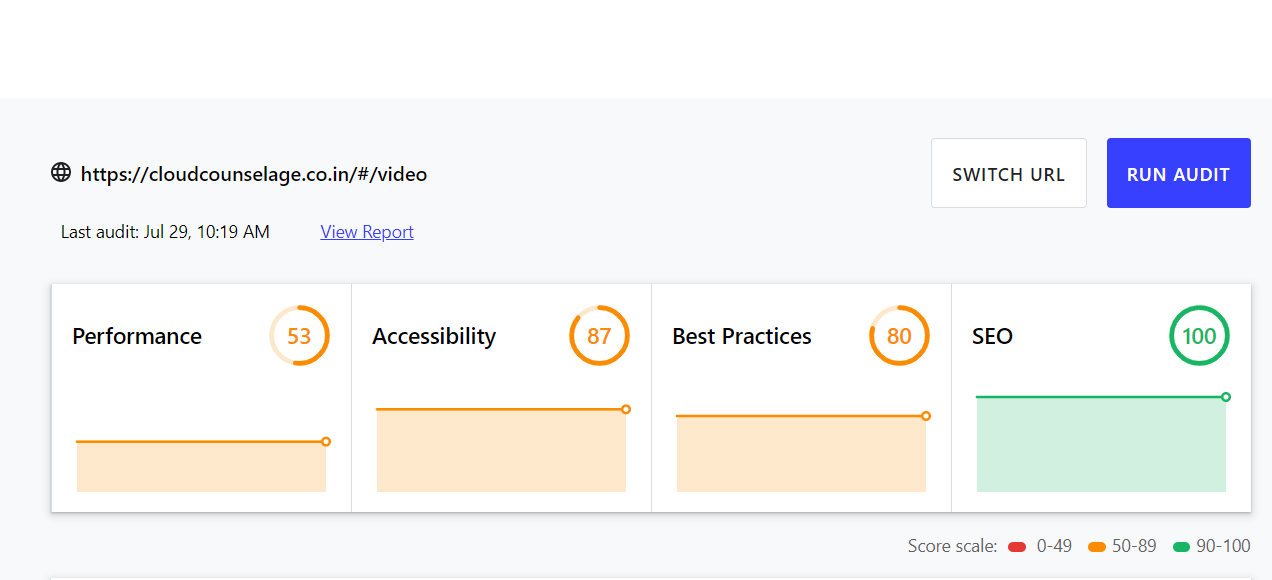 https://cloudcounselage.co.in/#/video
SWITCH URL
RUN AUDIT
Last audit: Jul 29, 10:19 AM
View Report
Performance
53
Accessibility
87
Best Practices
80
SEO
100
Score scale: 0-49 50-89 90-100